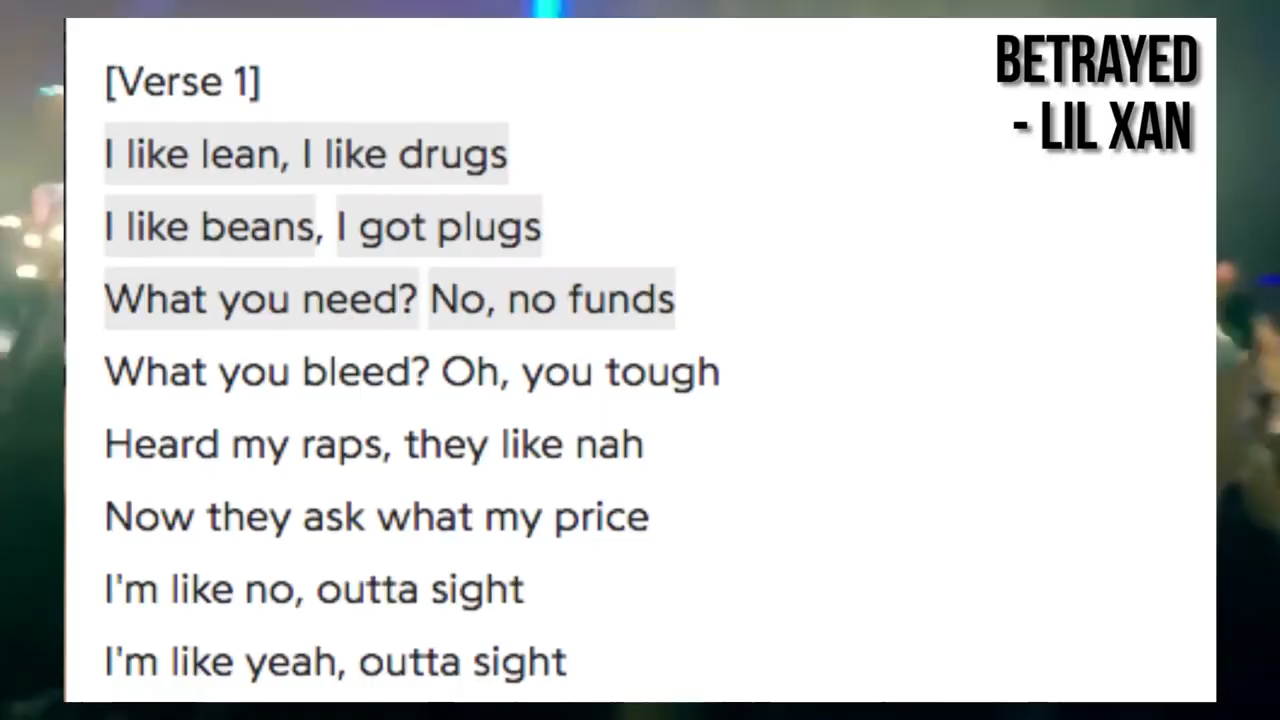 BETRAYED
- LIL XAN
[Verse 1]
I like lean, I like drugs
I like beans, I got plugs
What you need? No, no funds
What you bleed? Oh, you tough
Heard my raps, they like nah
Now they ask what my price
I'm like no, outta sight
I'm like yeah, outta sight